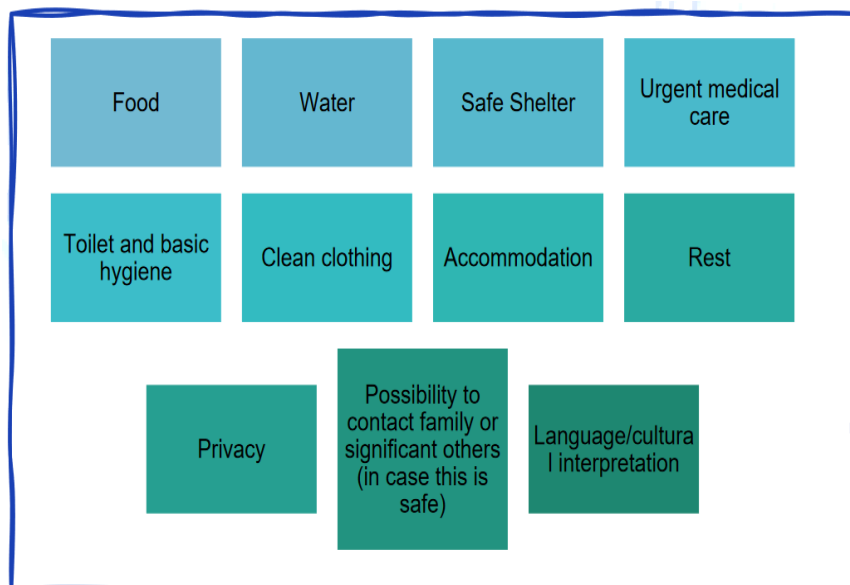 Food
Water
Safe Shelter
Urgent medical
care
Toilet and basic
hygiene
Clean clothing
Accommodation
Rest
Privacy
Possibility to
contact family or
significant others
(in case this is
safe)
Language/cultura
l interpretation